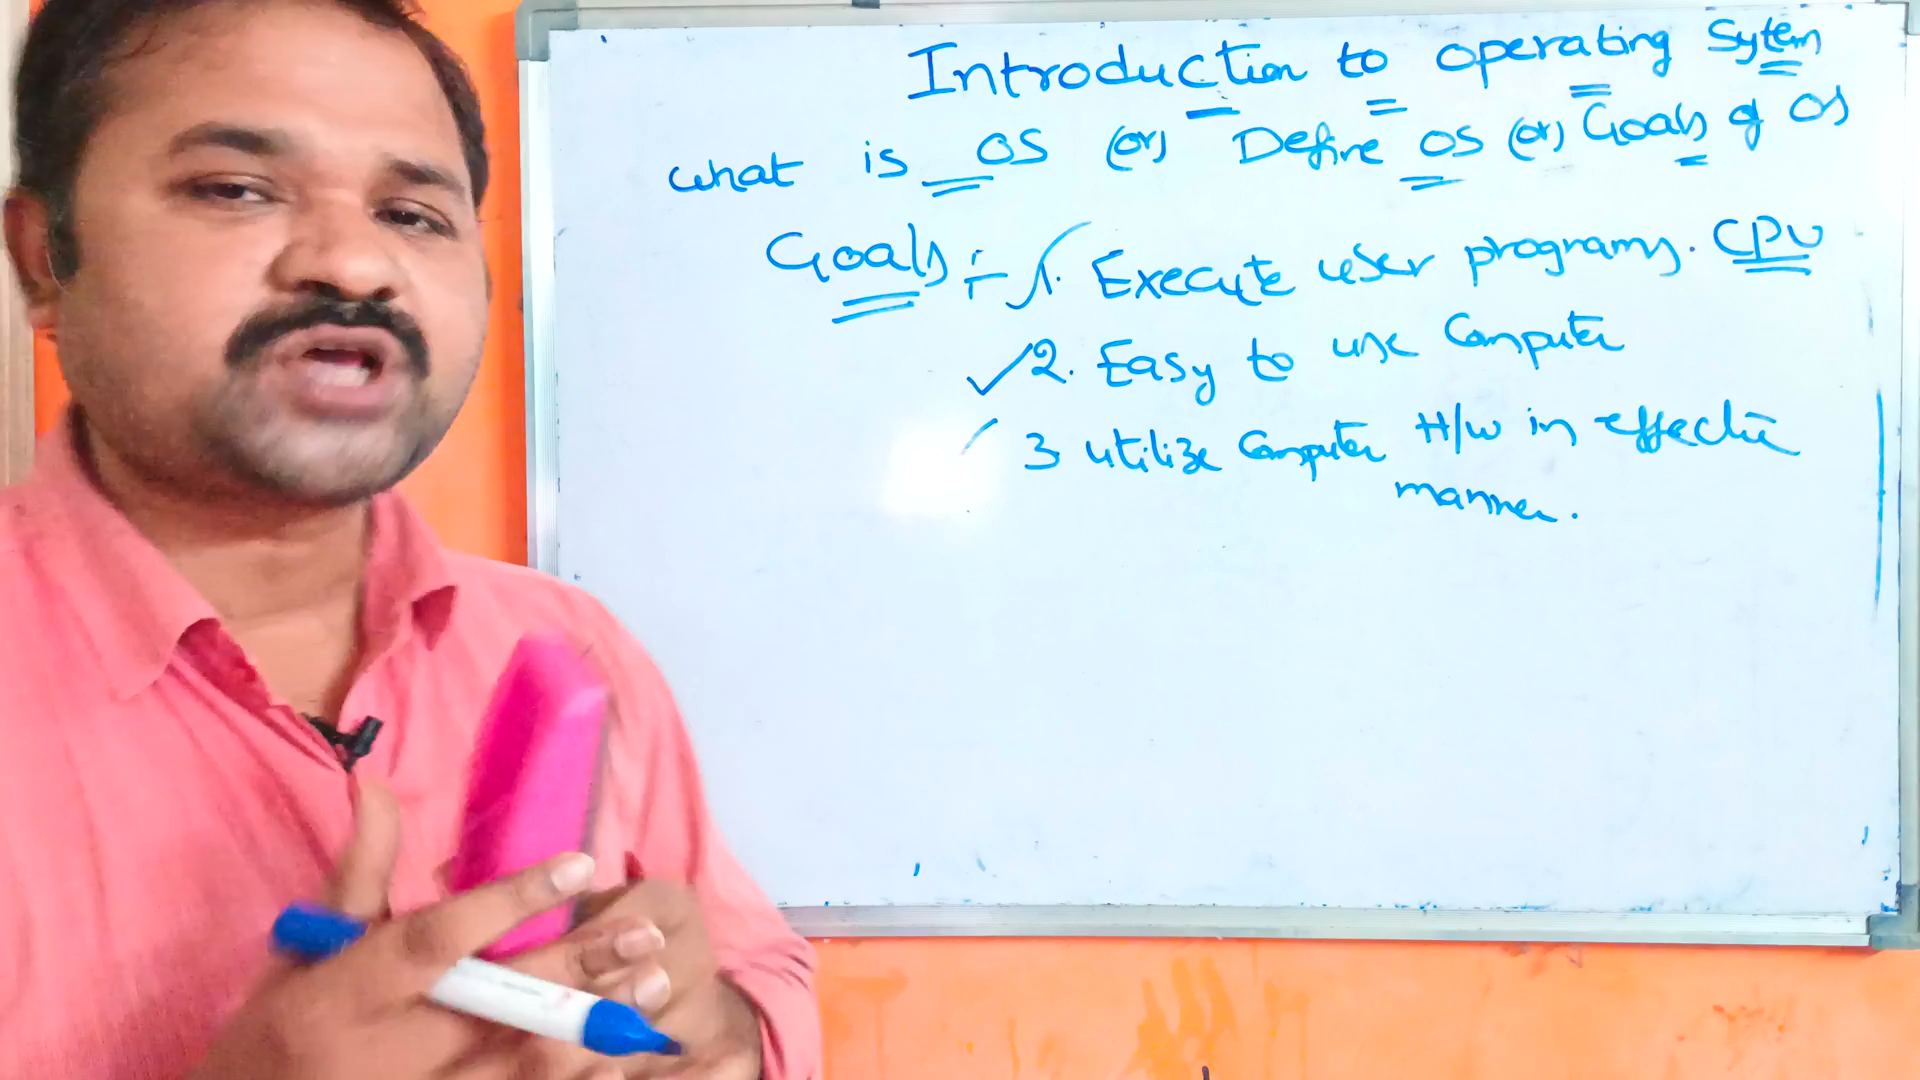 Introduction to operating Sytem
what is OS (or) Define OS (or) Goals of OS
Goals :- 1. Execute user programs. CPU
2. Easy to use Computer
3 utilize Computer H/w in effective
manner.